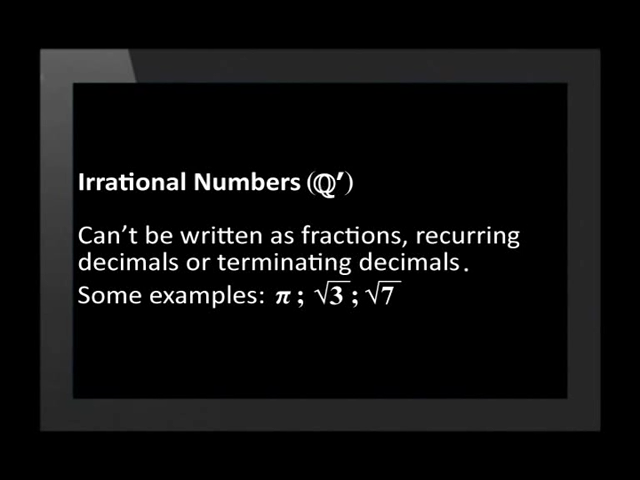 Irrational Numbers (ℚ′)
Can't be written as fractions, recurring
decimals or terminating decimals.
Some examples: π ; √3 ; √7